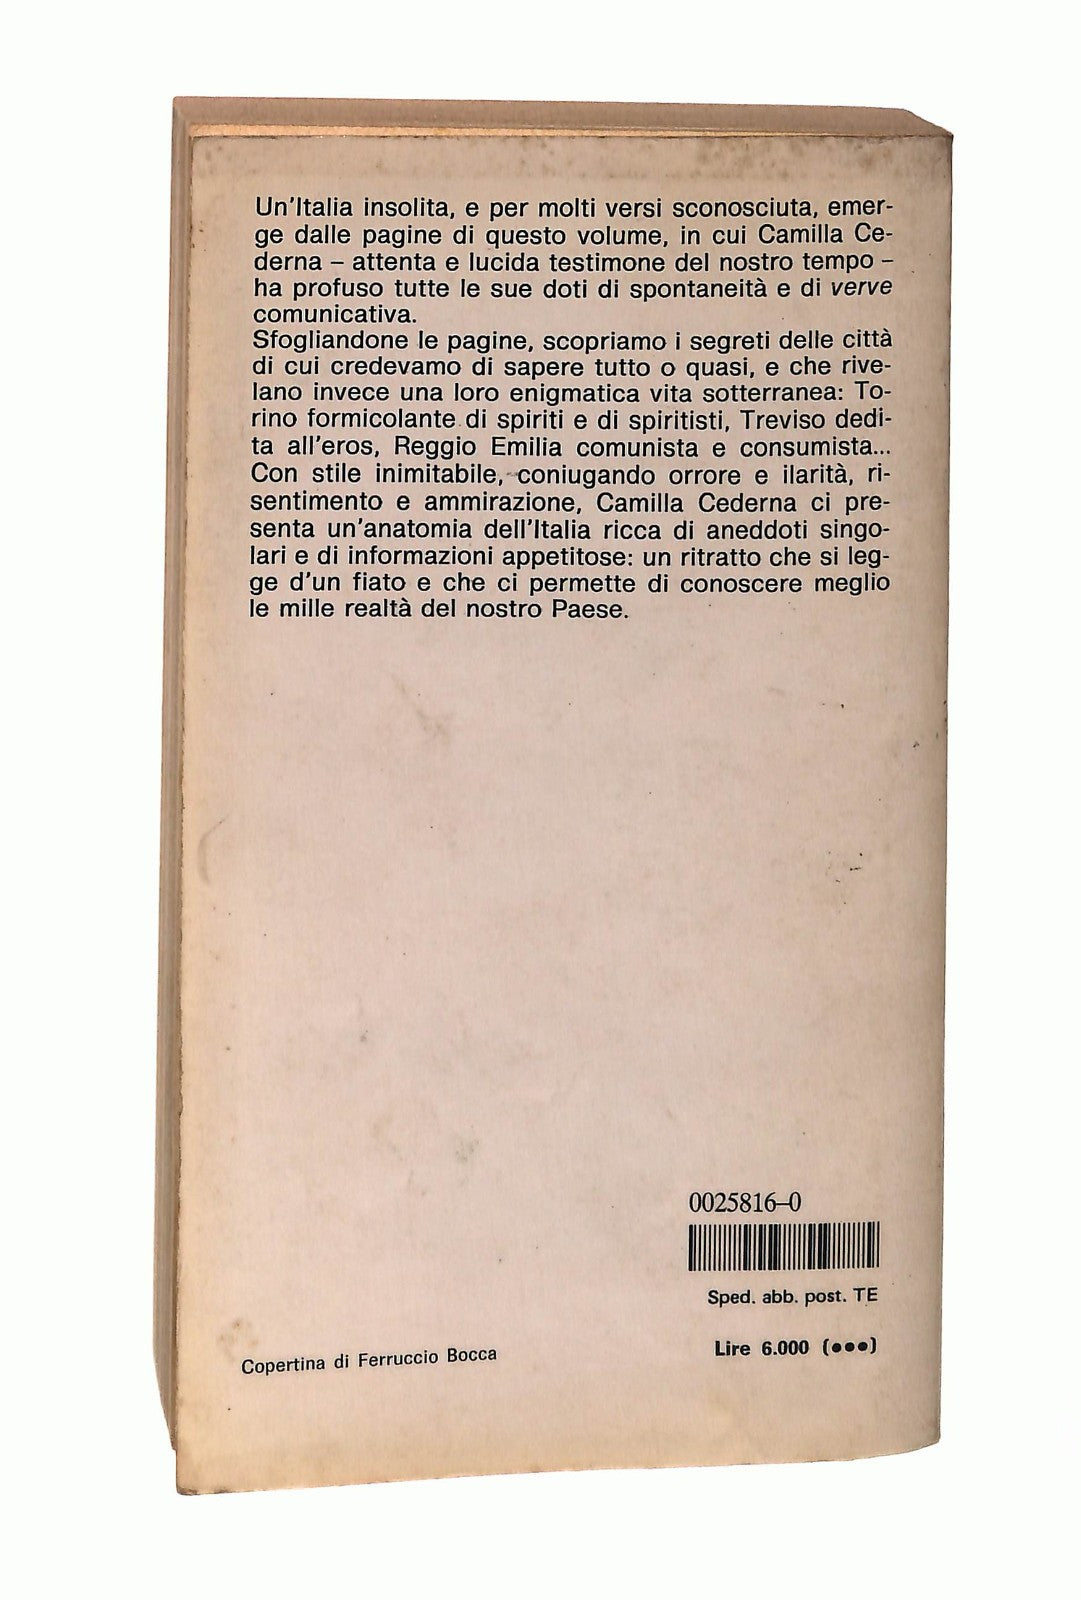 Un'Italia insolita, e per molti versi sconosciuta, emer-
ge dalle pagine di questo volume, in cui Camilla Ce-
derna – attenta e lucida testimone del nostro tempo –
ha profuso tutte le sue doti di spontaneità e di verve
comunicativa.
Sfogliandone le pagine, scopriamo i segreti delle città
di cui credevamo di sapere tutto o quasi, e che rive-
lano invece una loro enigmatica vita sotterranea: To-
rino formicolante di spiriti e di spiritisti, Treviso dedi-
ta all'eros, Reggio Emilia comunista e consumista...
Con stile inimitabile, coniugando orrore e ilarità, ri-
sentimento e ammirazione, Camilla Cederna ci pre-
senta un'anatomia dell'Italia ricca di aneddoti singo-
lari e di informazioni appetitose: un ritratto che si leg-
ge d'un fiato e che ci permette di conoscere meglio
le mille realtà del nostro Paese.
0025816–0
Sped. abb. post. TE
Lire 6.000 (●●●)
Copertina di Ferruccio Bocca